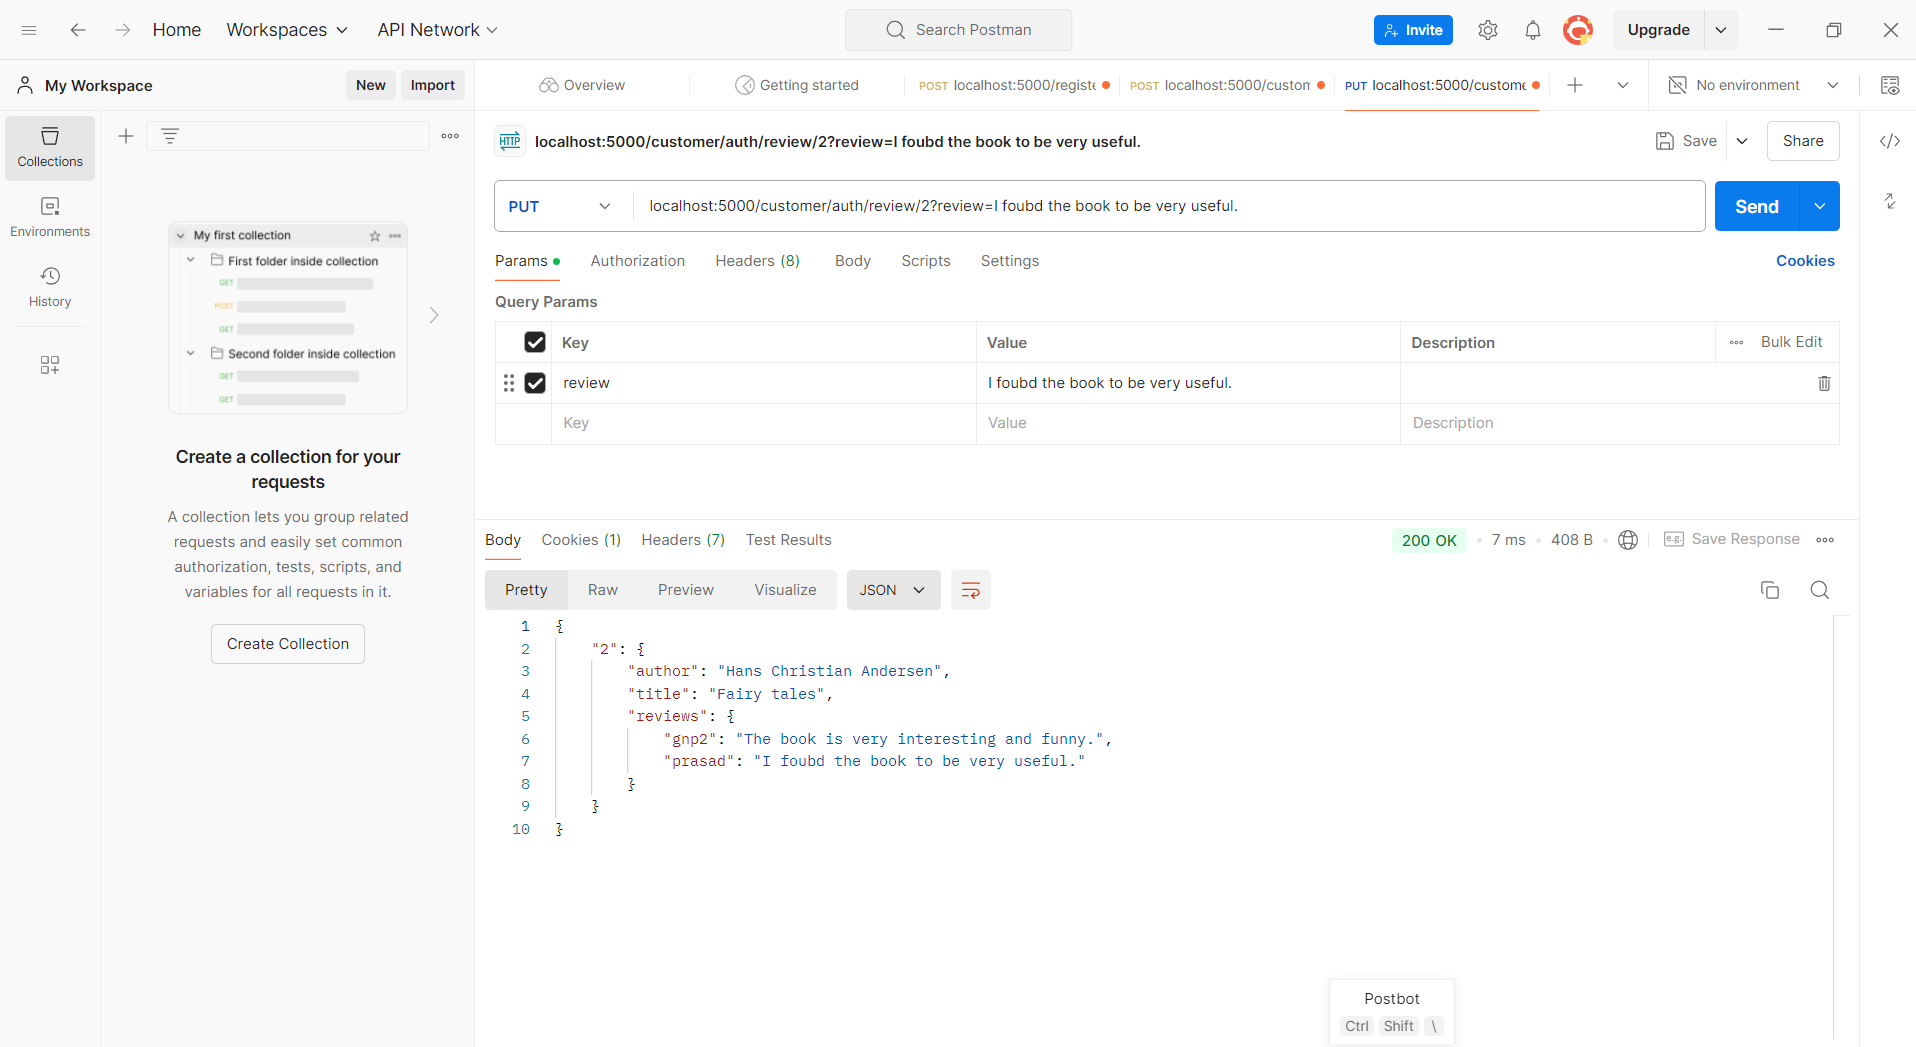 Home Workspaces API Network Search Postman Invite Upgrade
My Workspace New Import Overview Getting started POST localhost:5000/registe POST localhost:5000/custom PUT localhost:5000/custome No environment
Collections
Environments
History
My first collection
First folder inside collection
GET
POST
GET
Second folder inside collection
GET
GET
Create a collection for your
requests
A collection lets you group related
requests and easily set common
authorization, tests, scripts, and
variables for all requests in it.
Create Collection
HTTP localhost:5000/customer/auth/review/2?review=I foubd the book to be very useful. Save Share
PUT localhost:5000/customer/auth/review/2?review=I foubd the book to be very useful. Send
Params Authorization Headers (8) Body Scripts Settings Cookies
Query Params
Key Value Description Bulk Edit
review I foubd the book to be very useful.
Key Value Description
Body Cookies (1) Headers (7) Test Results 200 OK 7 ms 408 B e.g. Save Response
Pretty Raw Preview Visualize JSON
1 {
2 "2": {
3 "author": "Hans Christian Andersen",
4 "title": "Fairy tales",
5 "reviews": {
6 "gnp2": "The book is very interesting and funny.",
7 "prasad": "I foubd the book to be very useful."
8 }
9 }
10 }
Postbot
Ctrl Shift \